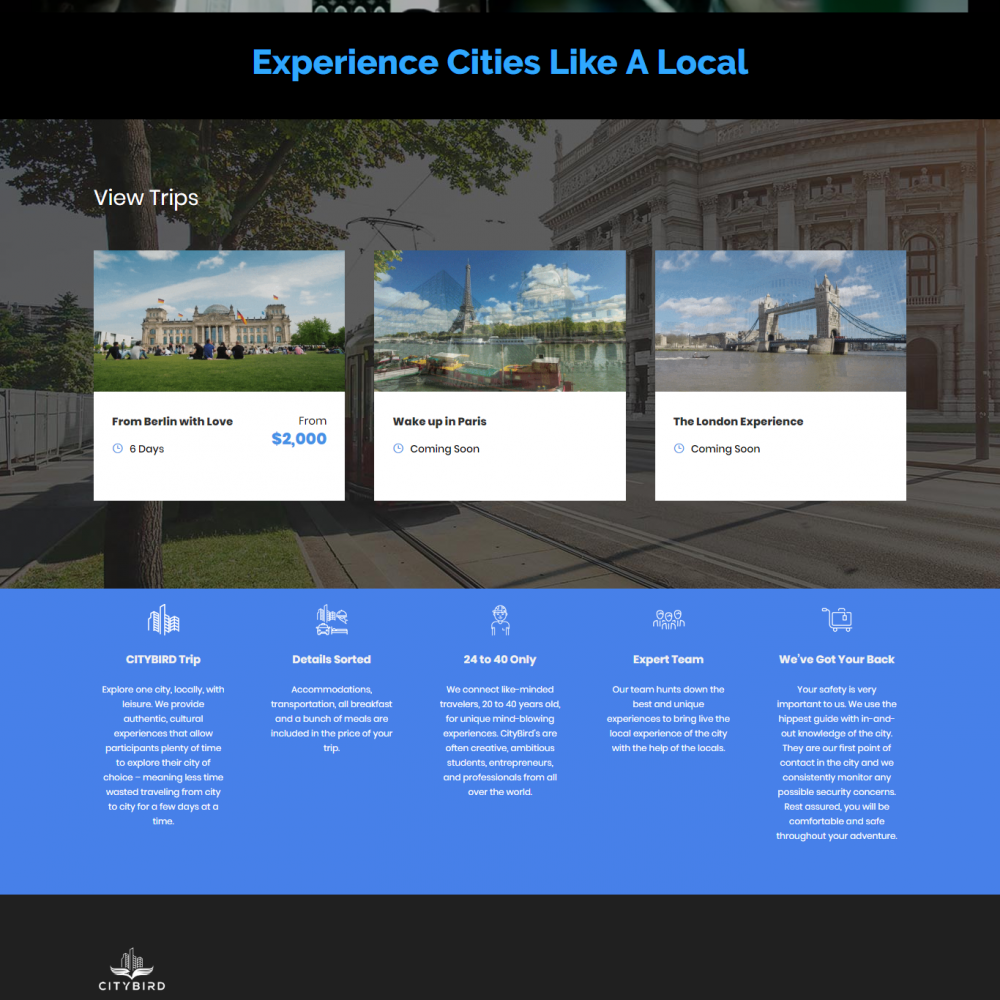 Experience Cities Like A Local
View Trips
From Berlin with Love
From
$2,000
6 Days
Wake up in Paris
Coming Soon
The London Experience
Coming Soon
CITYBIRD Trip
Explore one city, locally, with
leisure. We provide
authentic, cultural
experiences that allow
participants plenty of time
to explore their city of
choice – meaning less time
wasted traveling from city
to city for a few days at a
time.
Details Sorted
Accommodations,
transportation, all breakfast
and a bunch of meals are
included in the price of your
trip.
24 to 40 Only
We connect like-minded
travelers, 20 to 40 years old,
for unique mind-blowing
experiences. CityBird's are
often creative, ambitious
students, entrepreneurs,
and professionals from all
over the world.
Expert Team
Our team hunts down the
best and unique
experiences to bring live the
local experience of the city
with the help of the locals.
We've Got Your Back
Your safety is very
important to us. We use the
hippest guide with in-and-
out knowledge of the city.
They are our first point of
contact in the city and we
consistently monitor any
possible security concerns.
Rest assured, you will be
comfortable and safe
throughout your adventure.
CITYBIRD